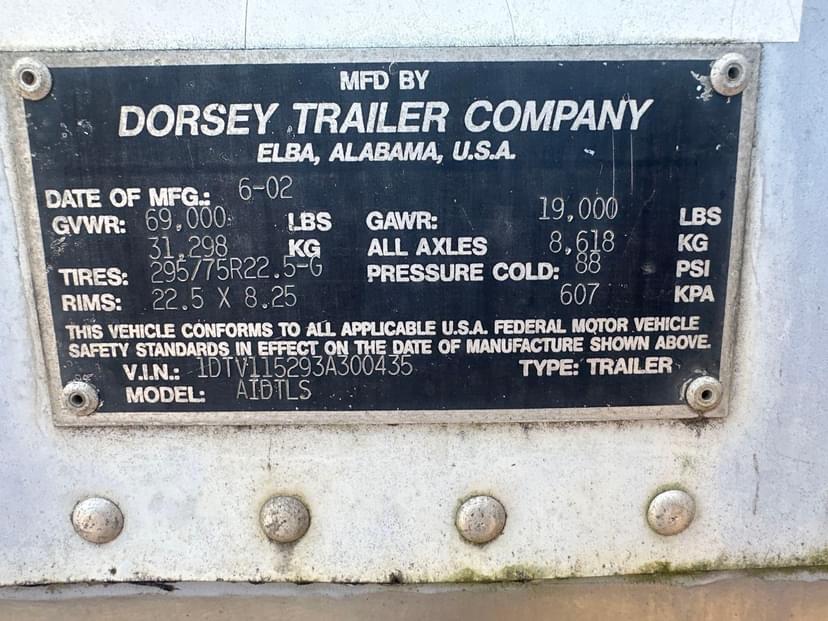 MFD BY
DORSEY TRAILER COMPANY
ELBA, ALABAMA, U.S.A.
DATE OF MFG.: 6-02
GVWR: 69,000 LBS GAWR: 19,000 LBS
31,298 KG ALL AXLES 8,618 KG
TIRES: 295/75R22.5-G PRESSURE COLD: 88 PSI
RIMS: 22.5 X 8.25 607 KPA
THIS VEHICLE CONFORMS TO ALL APPLICABLE U.S.A. FEDERAL MOTOR VEHICLE
SAFETY STANDARDS IN EFFECT ON THE DATE OF MANUFACTURE SHOWN ABOVE.
V.I.N.: 1DTV115293A300435 TYPE: TRAILER
MODEL: AIDTLS